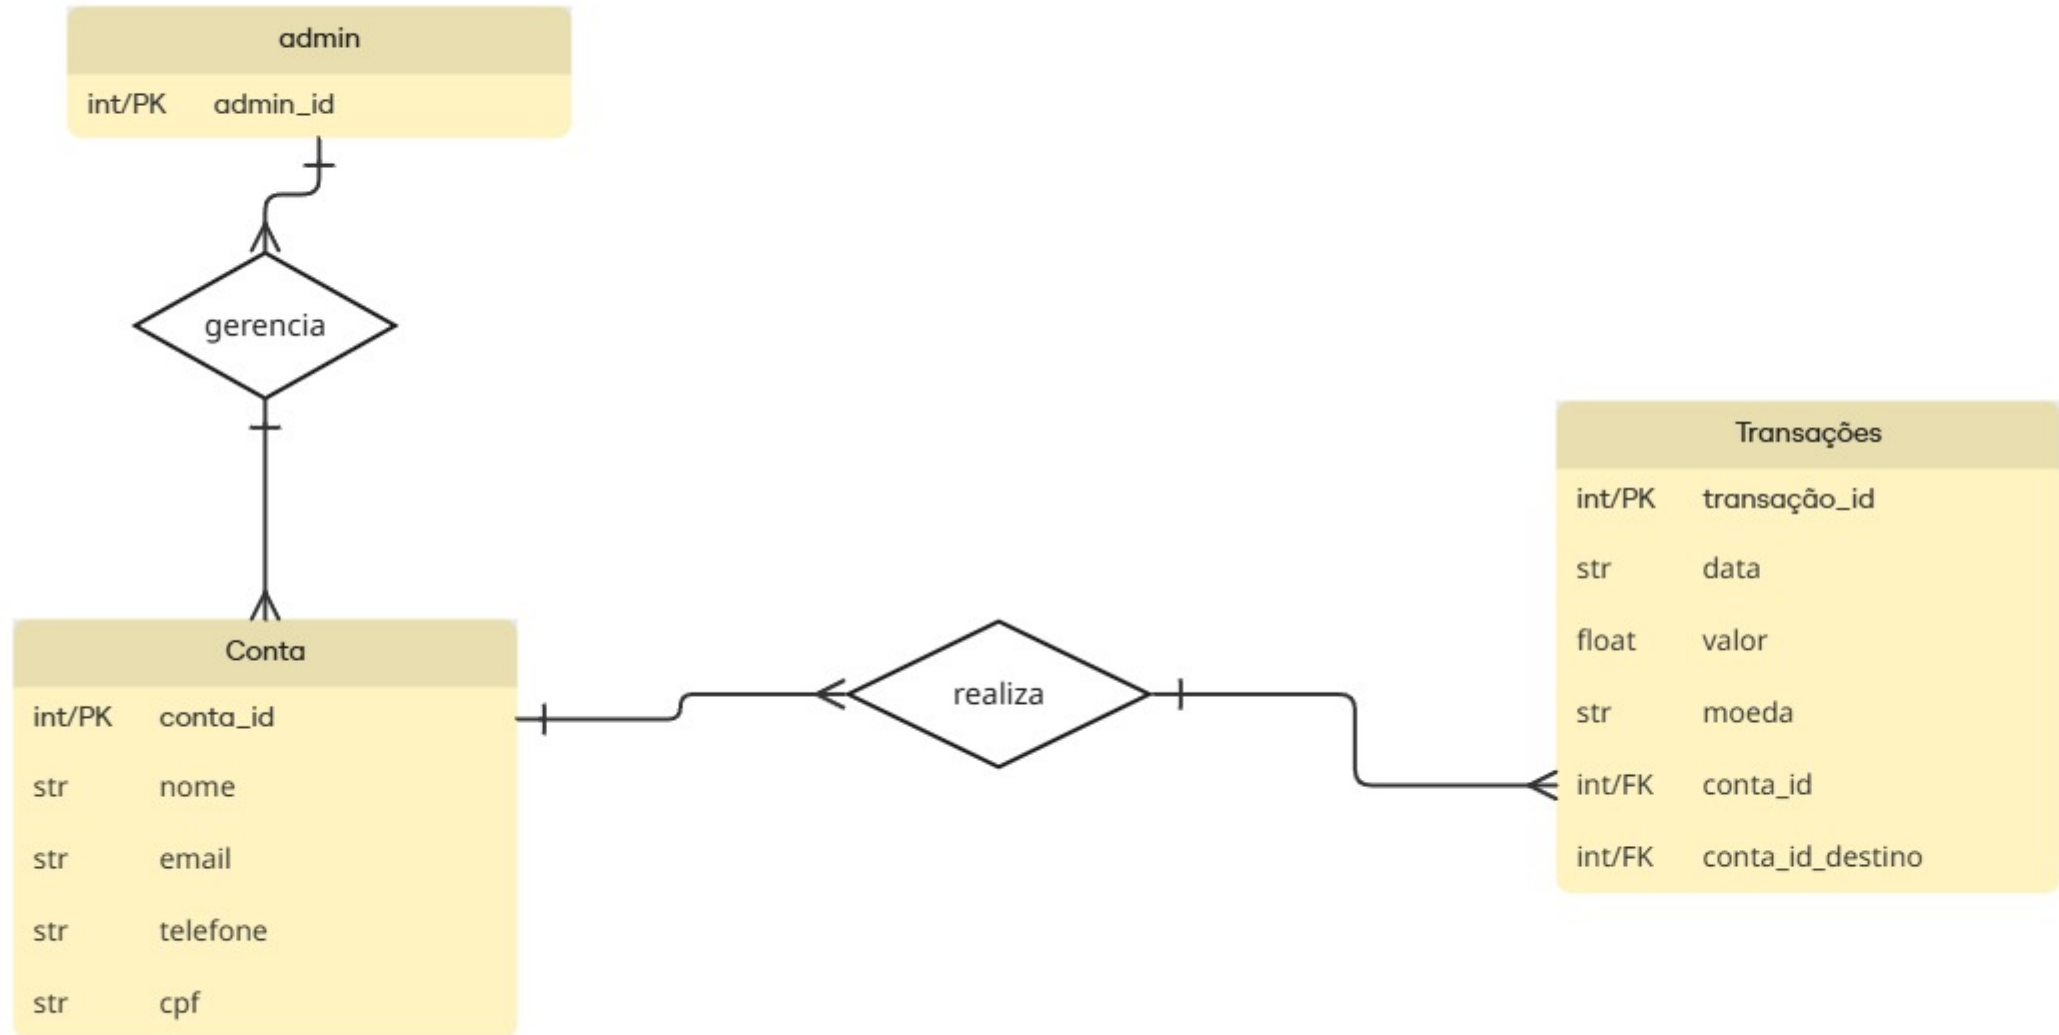 admin
int/PK admin_id
gerencia
Conta
int/PK conta_id
str nome
str email
str telefone
str cpf
realiza
Transações
int/PK transação_id
str data
float valor
str moeda
int/FK conta_id
int/FK conta_id_destino